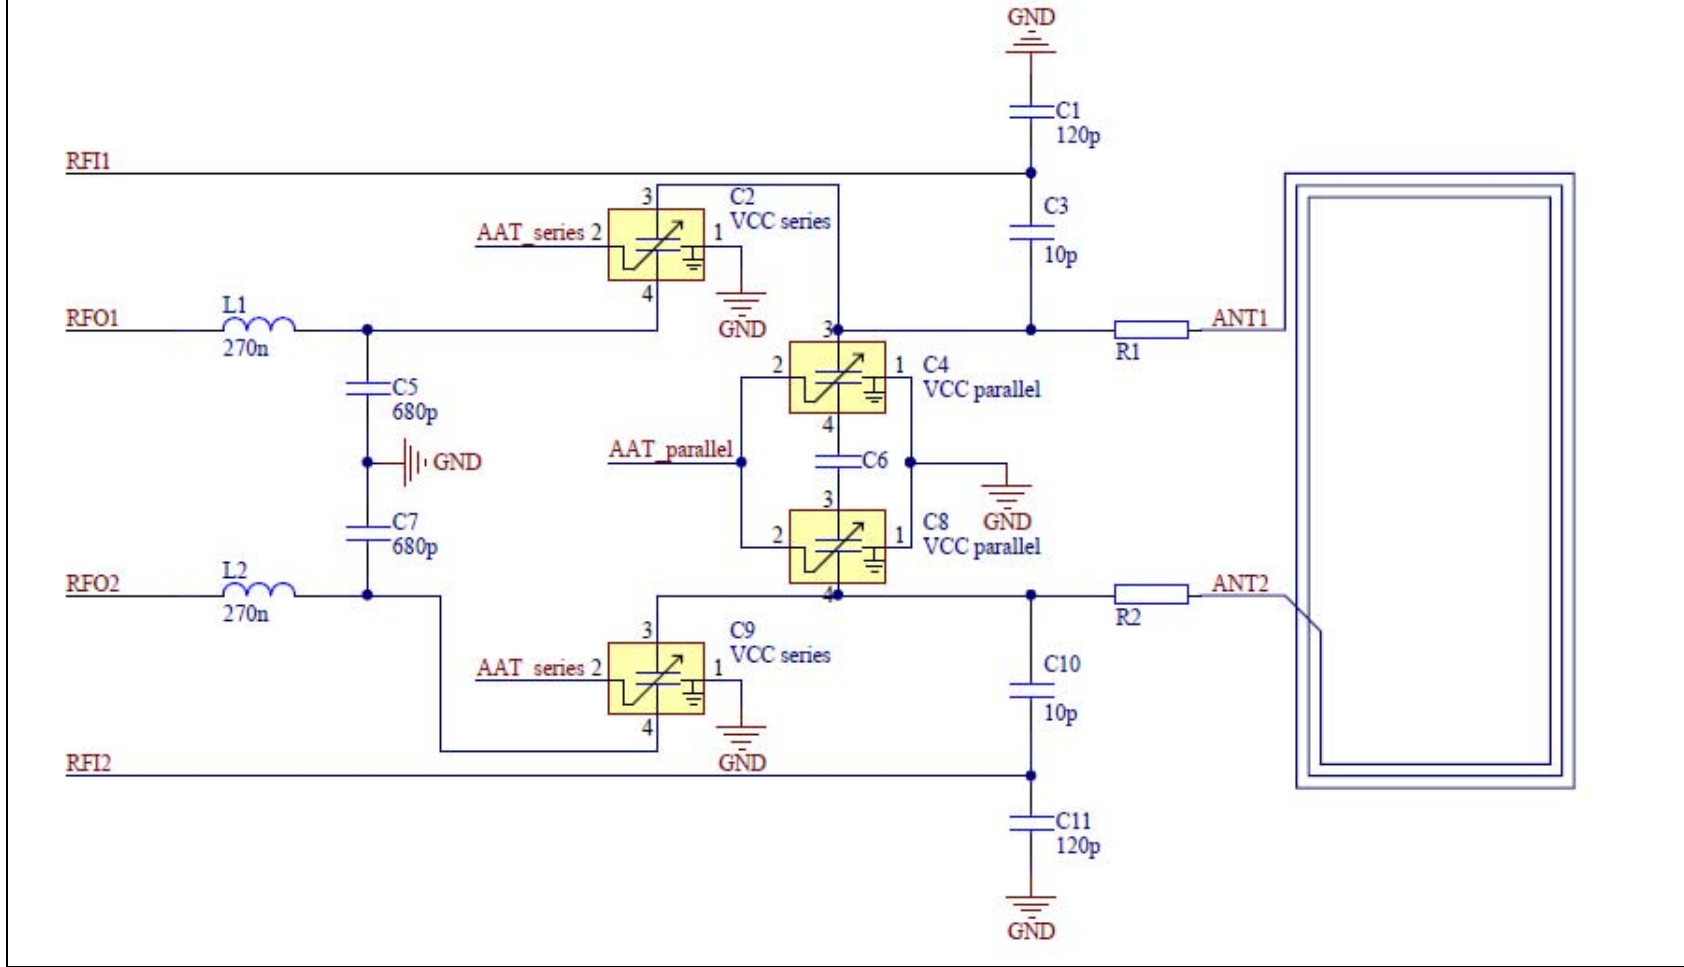 GND
C1
120p
RFI1
3
C2
VCC series
AAT_series 2
1
4
GND
C3
10p
RFO1
L1
270n
3
ANT1
R1
2
1
C4
VCC parallel
4
C5
680p
GND
AAT_parallel
C6
3
GND
C7
680p
2
1
C8
VCC parallel
4
RFO2
L2
270n
ANT2
R2
3
C9
VCC series
AAT_series 2
1
4
GND
C10
10p
RFI2
C11
120p
GND